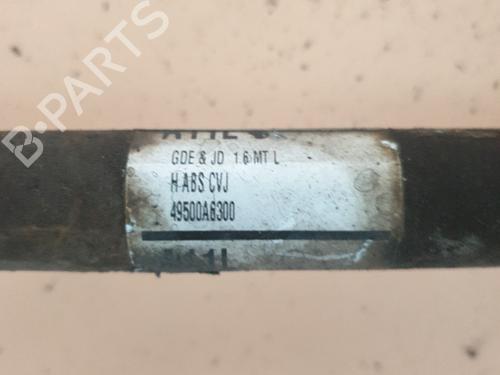 B-PARTS
GDE & JD 1.6 MT L
H ABS CVJ
49500A6300